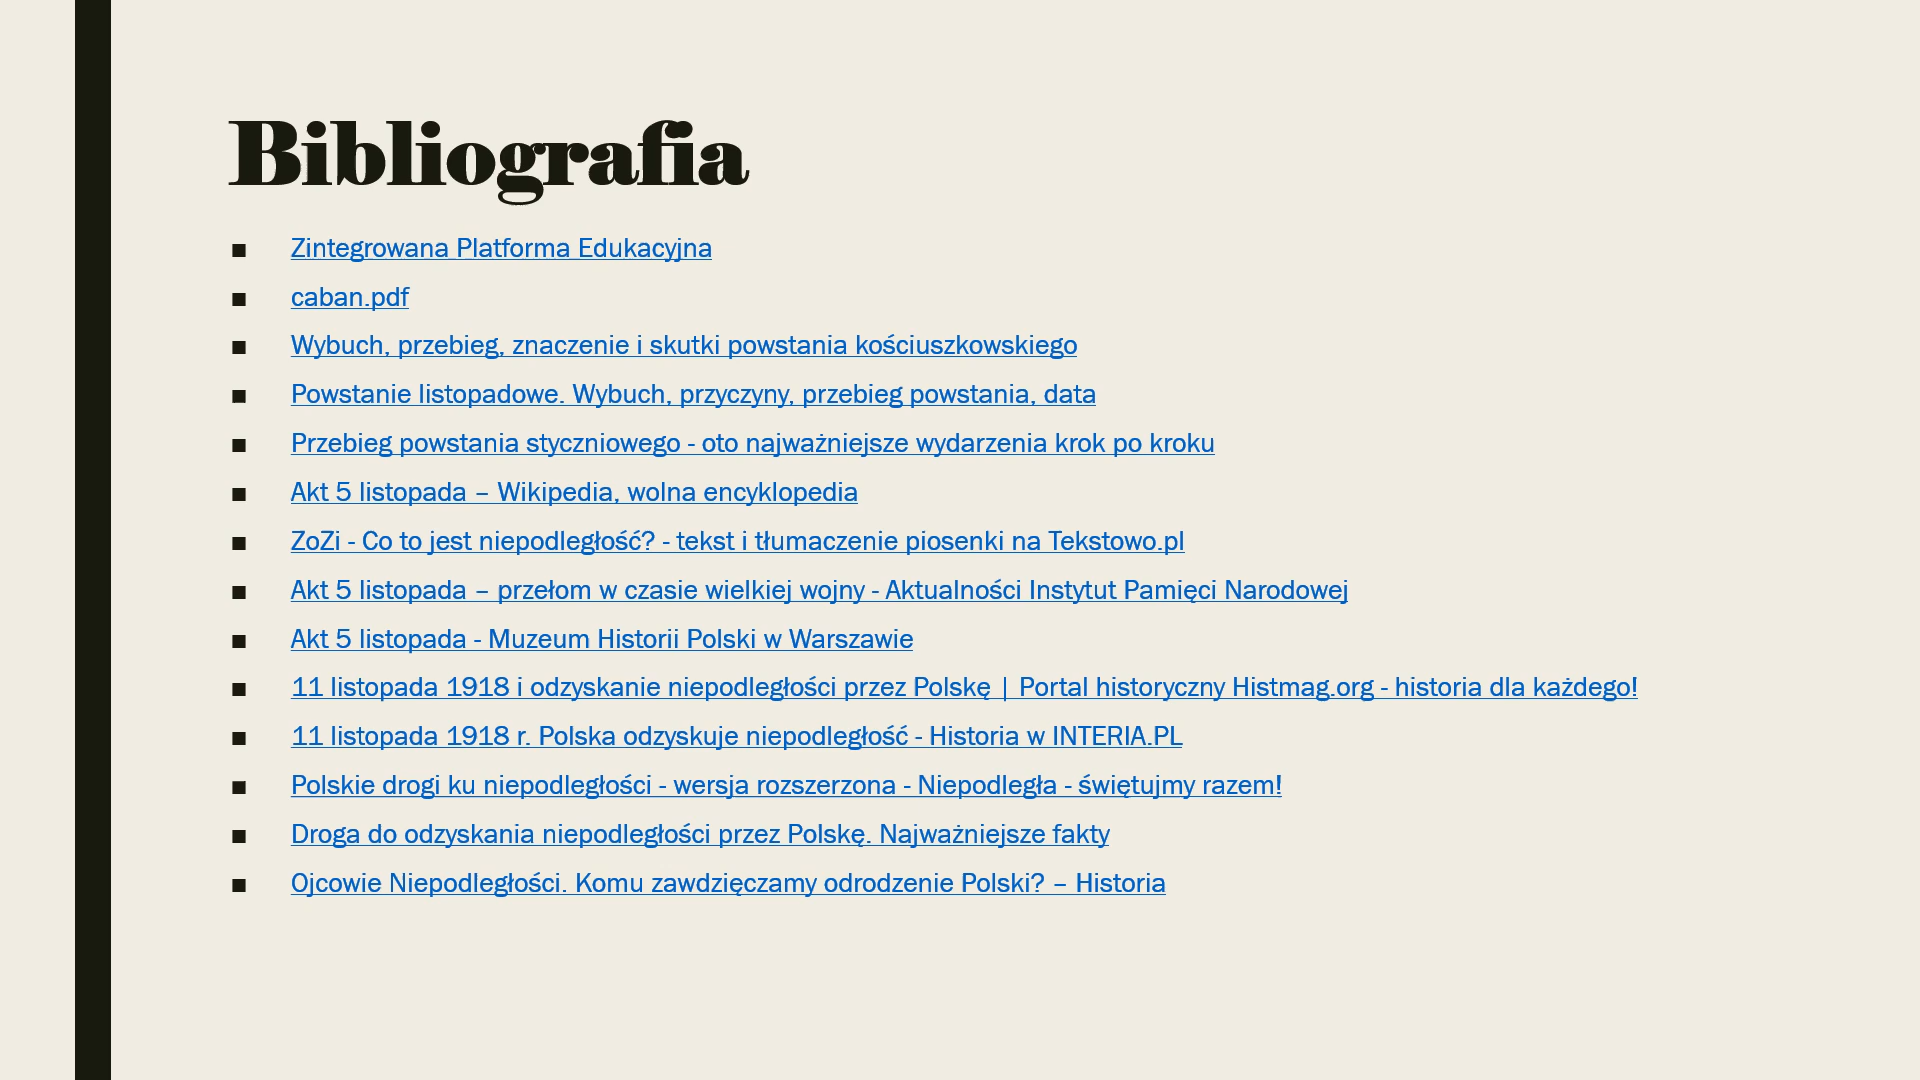 Bibliografia
▪ Zintegrowana Platforma Edukacyjna
▪ caban.pdf
▪ Wybuch, przebieg, znaczenie i skutki powstania kościuszkowskiego
▪ Powstanie listopadowe. Wybuch, przyczyny, przebieg powstania, data
▪ Przebieg powstania styczniowego - oto najważniejsze wydarzenia krok po kroku
▪ Akt 5 listopada – Wikipedia, wolna encyklopedia
▪ ZoZi - Co to jest niepodległość? - tekst i tłumaczenie piosenki na Tekstowo.pl
▪ Akt 5 listopada – przełom w czasie wielkiej wojny - Aktualności Instytut Pamięci Narodowej
▪ Akt 5 listopada - Muzeum Historii Polski w Warszawie
▪ 11 listopada 1918 i odzyskanie niepodległości przez Polskę | Portal historyczny Histmag.org - historia dla każdego!
▪ 11 listopada 1918 r. Polska odzyskuje niepodległość - Historia w INTERIA.PL
▪ Polskie drogi ku niepodległości - wersja rozszerzona - Niepodległa - świętujmy razem!
▪ Droga do odzyskania niepodległości przez Polskę. Najważniejsze fakty
▪ Ojcowie Niepodległości. Komu zawdzięczamy odrodzenie Polski? – Historia